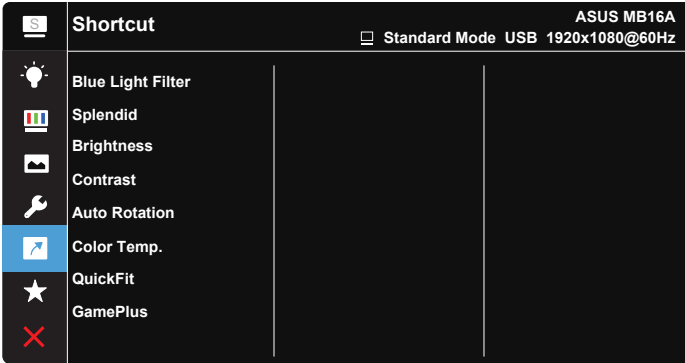 S
Shortcut
ASUS MB16A
Standard Mode USB 1920x1080@60Hz
Blue Light Filter
Splendid
Brightness
Contrast
Auto Rotation
Color Temp.
QuickFit
GamePlus